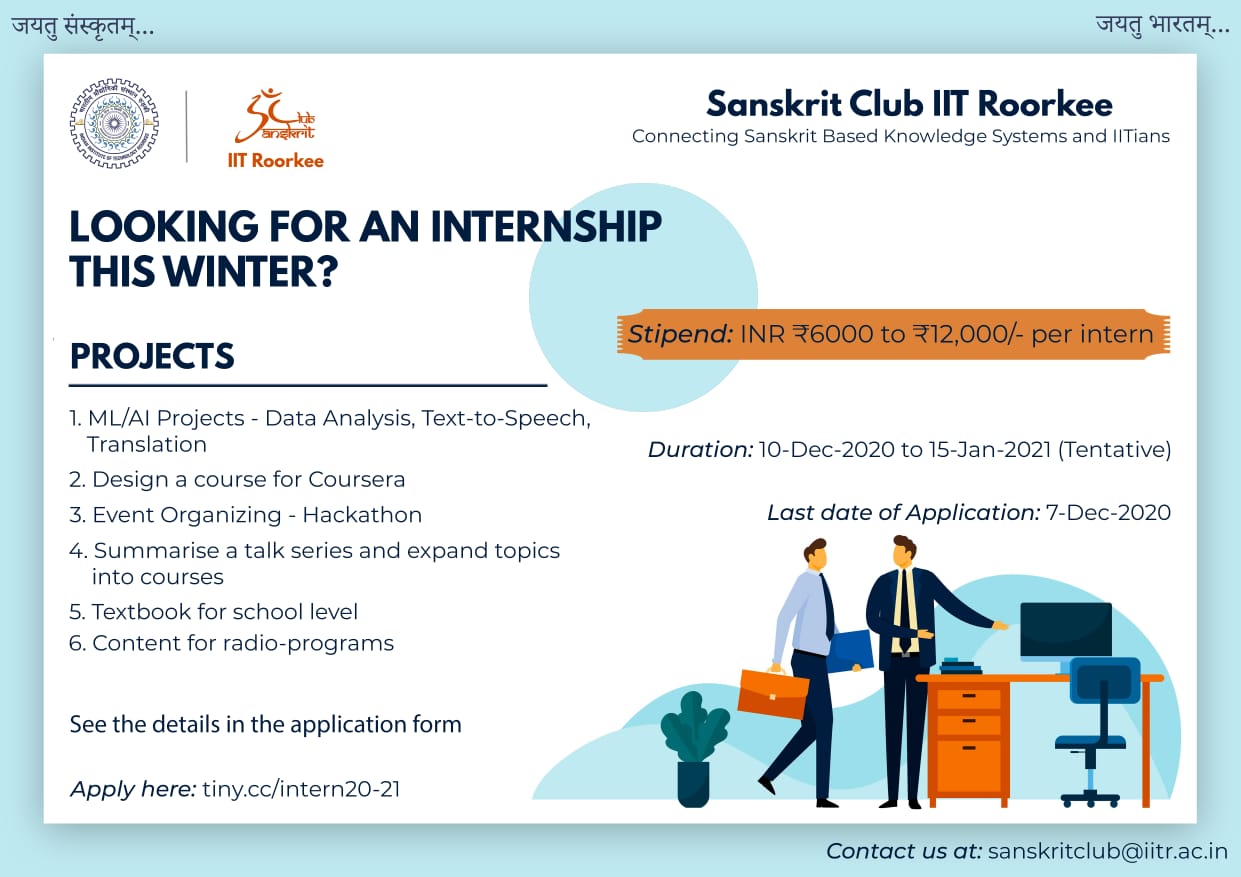 जयतु संस्कृतम्...
जयतु भारतम्...
Club
Sanskrit
IIT Roorkee
Sanskrit Club IIT Roorkee
Connecting Sanskrit Based Knowledge Systems and IITians
LOOKING FOR AN INTERNSHIP
THIS WINTER?
Stipend: INR ₹6000 to ₹12,000/- per intern
PROJECTS
1. ML/AI Projects - Data Analysis, Text-to-Speech,
Translation
2. Design a course for Coursera
3. Event Organizing - Hackathon
4. Summarise a talk series and expand topics
into courses
5. Textbook for school level
6. Content for radio-programs
Duration: 10-Dec-2020 to 15-Jan-2021 (Tentative)
Last date of Application: 7-Dec-2020
See the details in the application form
Apply here: tiny.cc/intern20-21
Contact us at: sanskritclub@iitr.ac.in